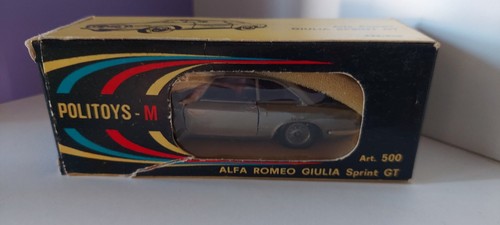 POLITOYS - M
Art. 500
ALFA ROMEO GIULIA Sprint GT